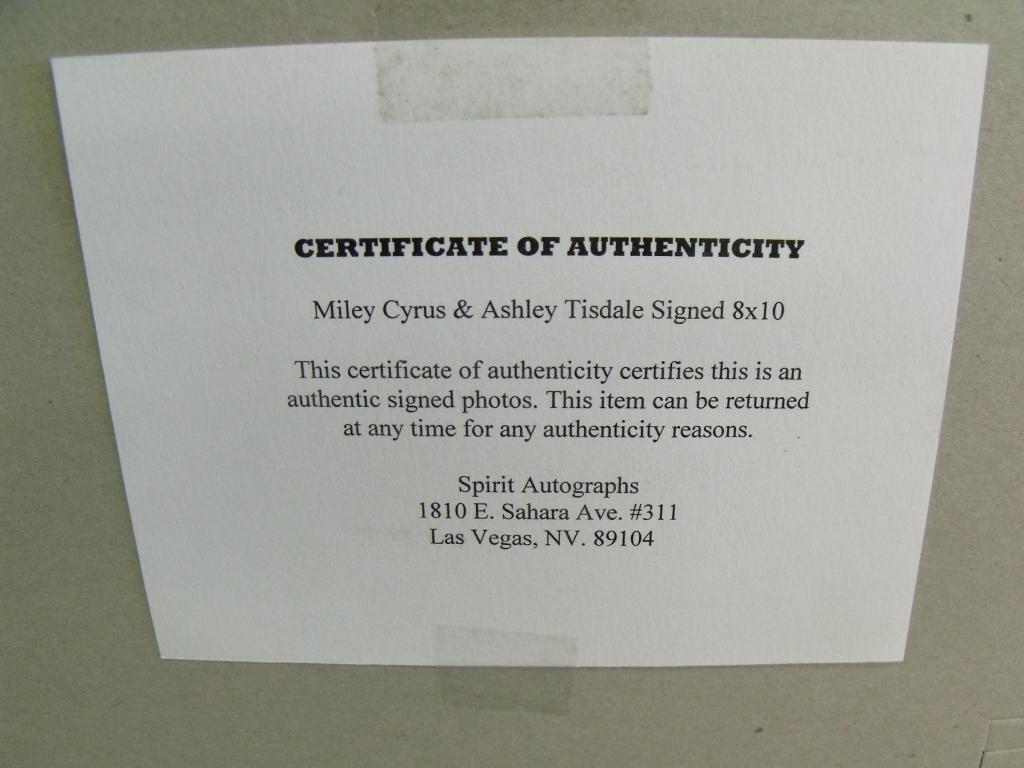 CERTIFICATE OF AUTHENTICITY
Miley Cyrus & Ashley Tisdale Signed 8x10
This certificate of authenticity certifies this is an
authentic signed photos. This item can be returned
at any time for any authenticity reasons.
Spirit Autographs
1810 E. Sahara Ave. #311
Las Vegas, NV. 89104